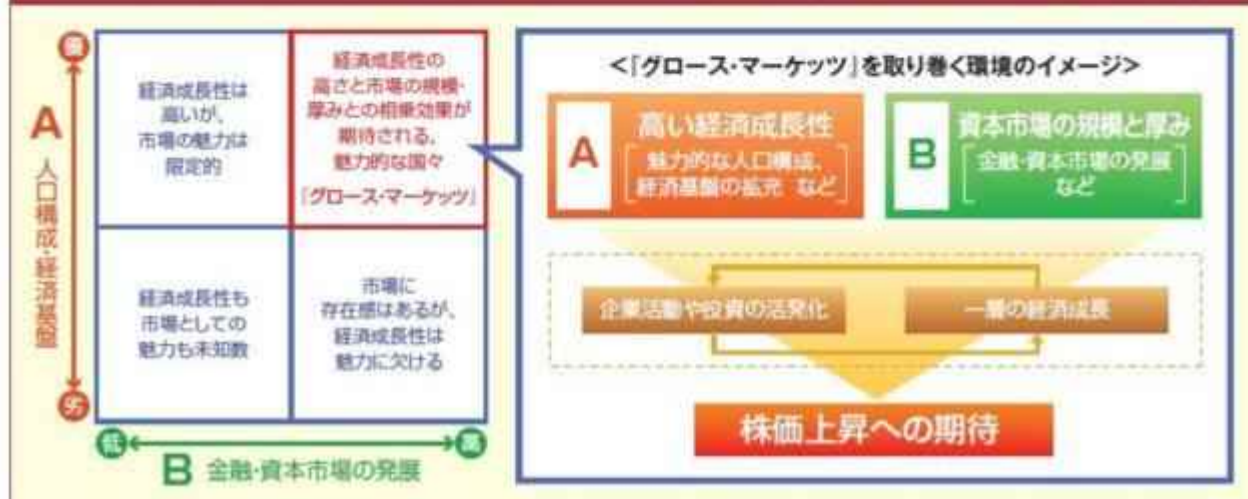 優
A 人口構成・経済基盤
劣
経済成長性は
高いが、
市場の魅力は
限定的
経済成長性の
高さと市場の規模・
厚みとの相乗効果が
期待される、
魅力的な国々
『グロース・マーケッツ』
経済成長性も
市場としての
魅力も未知数
市場に
存在感はあるが、
経済成長性は
魅力に欠ける
低
高
B 金融・資本市場の発展
<『グロース・マーケッツ』を取り巻く環境のイメージ>
A
高い経済成長性
魅力的な人口構成、
経済基盤の拡充 など
B
資本市場の規模と厚み
金融・資本市場の発展
など
企業活動や投資の活発化
一層の経済成長
株価上昇への期待